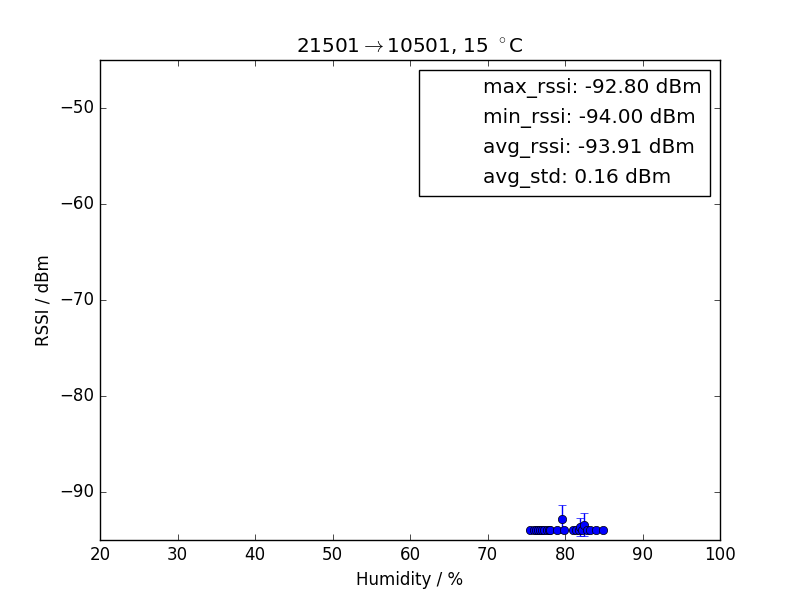 21501→10501, 15 °C
max_rssi: -92.80 dBm
min_rssi: -94.00 dBm
avg_rssi: -93.91 dBm
avg_std: 0.16 dBm
RSSI / dBm
−50
−60
−70
−80
−90
20 30 40 50 60 70 80 90 100
Humidity / %